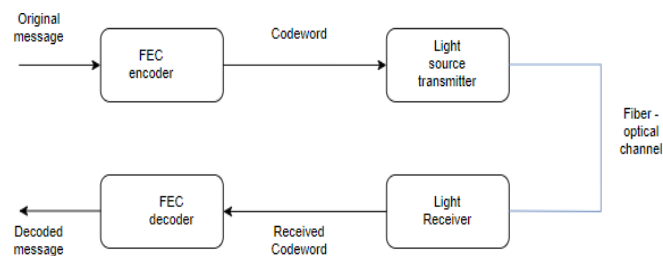 Original
message
FEC
encoder
Codeword
Light
source
transmitter
Fiber -
optical
channel
Light
Receiver
Received
Codeword
FEC
decoder
Decoded
message